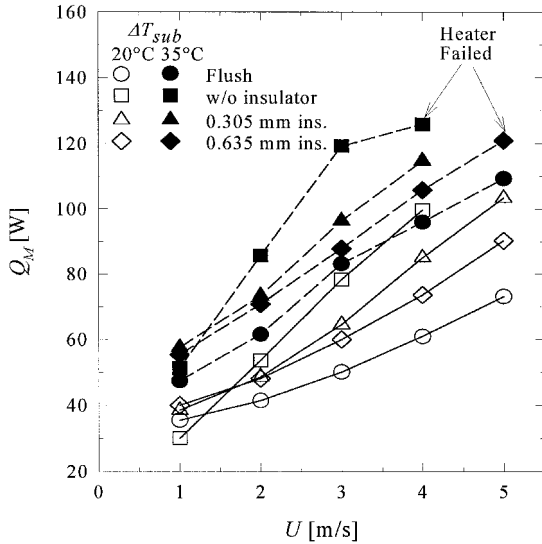 160
140
120
100
80
60
40
20
Q_M [W]
ΔT_sub
20°C 35°C
Flush
w/o insulator
0.305 mm ins.
0.635 mm ins.
Heater
Failed
0 1 2 3 4 5
U [m/s]